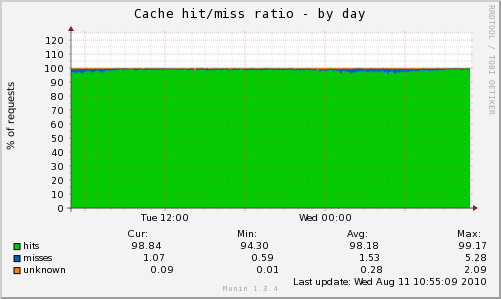 Cache hit/miss ratio - by day
RRDTOOL / TOBI OETIKER
% of requests
120
110
100
90
80
70
60
50
40
30
20
10
0
Tue 12:00 Wed 00:00
Cur: Min: Avg: Max:
hits 98.84 94.30 98.18 99.17
misses 1.07 0.59 1.53 5.28
unknown 0.09 0.01 0.28 2.09
Last update: Wed Aug 11 10:55:09 2010
Munin 1.3.4